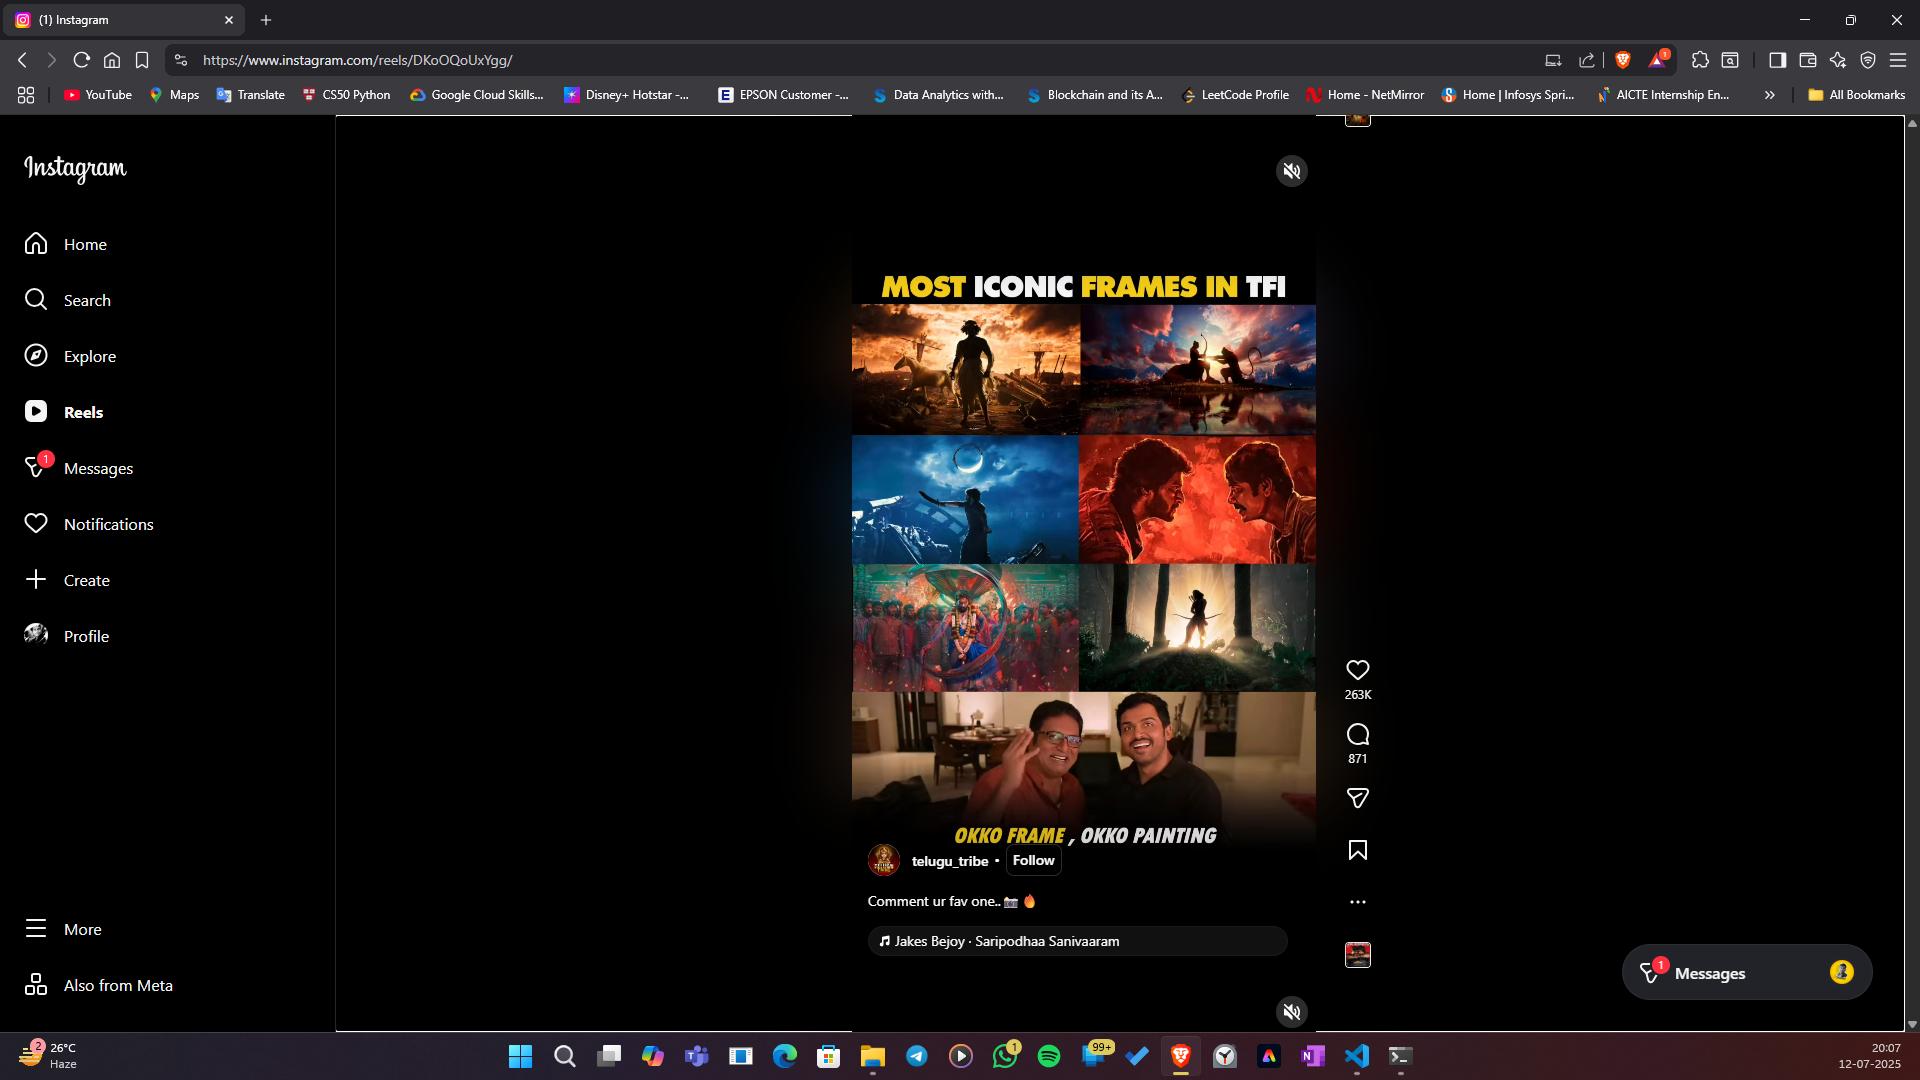 (1) Instagram
https://www.instagram.com/reels/DKoOQoUxYgg/
1
YouTube
Maps
Translate
CS50 Python
Google Cloud Skills...
Disney+ Hotstar -...
EPSON Customer -...
Data Analytics with...
Blockchain and its A...
LeetCode Profile
Home - NetMirror
Home | Infosys Spri...
AICTE Internship En...
All Bookmarks
Instagram
Home
Search
Explore
Reels
1
Messages
Notifications
Create
Profile
More
Also from Meta
MOST ICONIC FRAMES IN TFI
OKKO FRAME , OKKO PAINTING
telugu_tribe • Follow
Comment ur fav one..
Jakes Bejoy · Saripodhaa Sanivaaram
263K
871
1
Messages
2
26°C
Haze
1
99+
20:07
12-07-2025